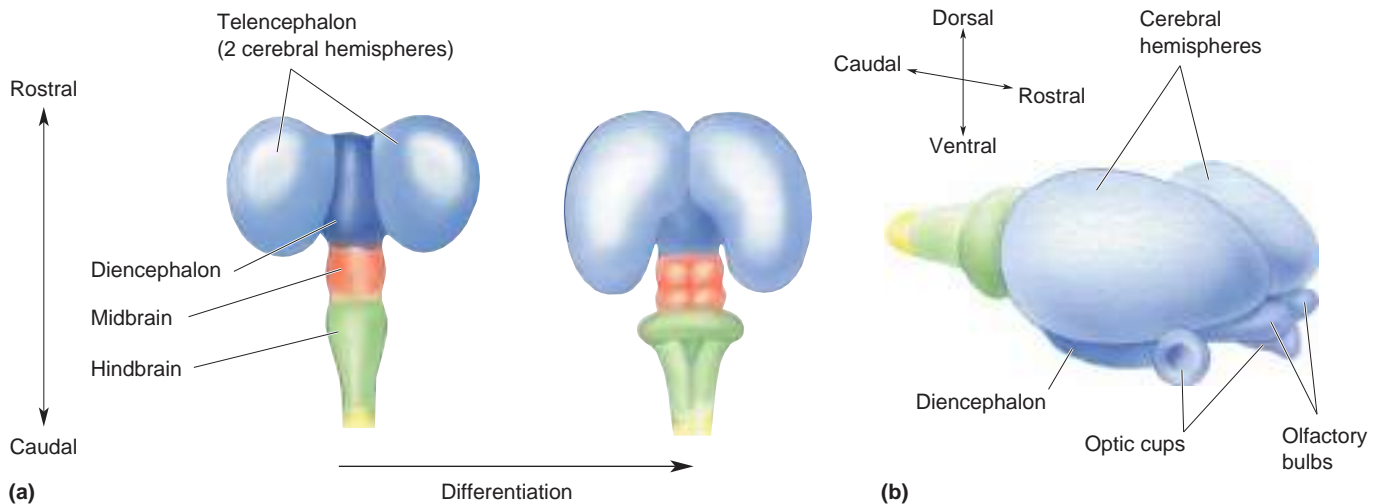 Telencephalon
(2 cerebral hemispheres)
Rostral
Diencephalon
Midbrain
Hindbrain
Caudal
(a)
Differentiation
Dorsal
Caudal
Rostral
Ventral
Cerebral
hemispheres
Diencephalon
Optic cups
Olfactory
bulbs
(b)